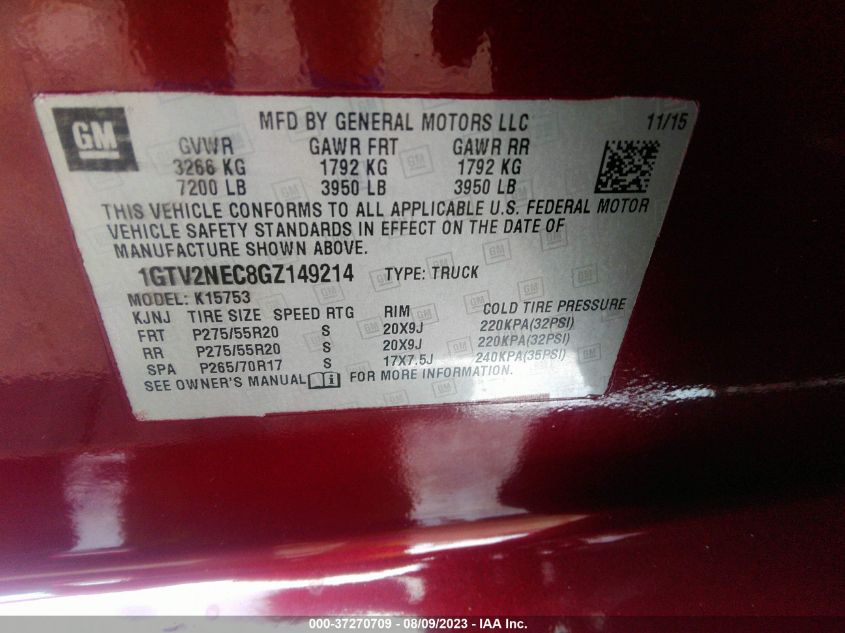 GM
MFD BY GENERAL MOTORS LLC 11/15
GVWR GAWR FRT GAWR RR
3266 KG 1792 KG 1792 KG
7200 LB 3950 LB 3950 LB
THIS VEHICLE CONFORMS TO ALL APPLICABLE U.S. FEDERAL MOTOR
VEHICLE SAFETY STANDARDS IN EFFECT ON THE DATE OF
MANUFACTURE SHOWN ABOVE.
1GTV2NEC8GZ149214 TYPE: TRUCK
MODEL: K15753
KJNJ TIRE SIZE SPEED RTG RIM COLD TIRE PRESSURE
FRT P275/55R20 S 20X9J 220KPA(32PSI)
RR P275/55R20 S 20X9J 220KPA(32PSI)
SPA P265/70R17 S 17X7.5J 240KPA(35PSI)
SEE OWNER'S MANUAL FOR MORE INFORMATION.
000-37270709 - 08/09/2023 - IAA Inc.